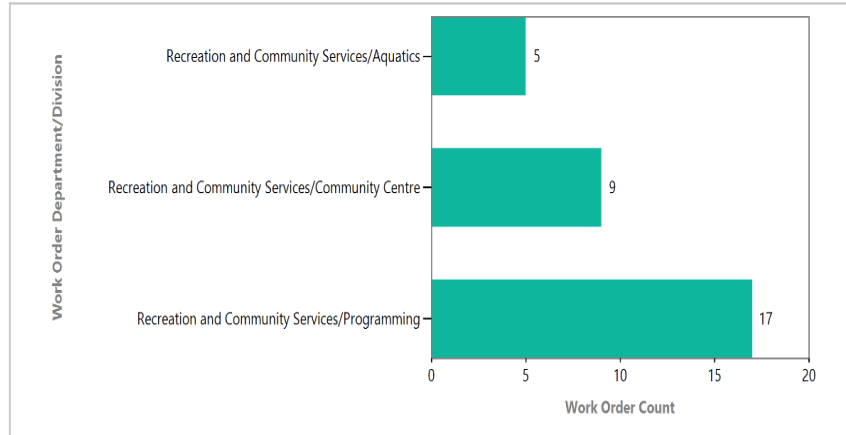 Work Order Department/Division
Recreation and Community Services/Aquatics
5
Recreation and Community Services/Community Centre
9
Recreation and Community Services/Programming
17
0 5 10 15 20
Work Order Count